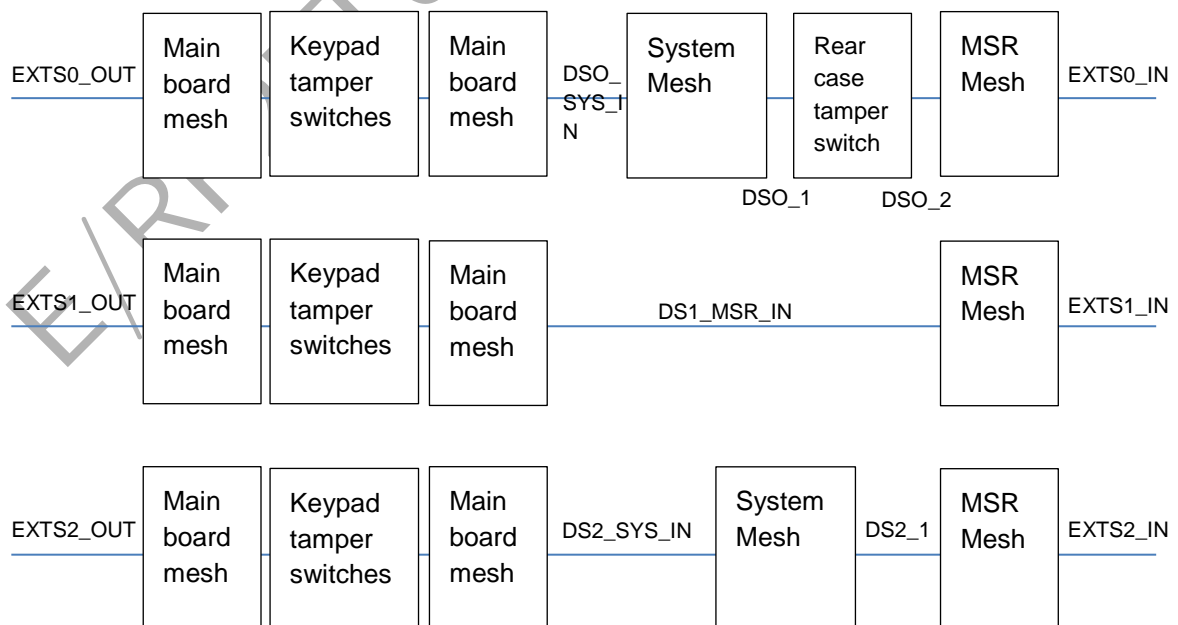 EXTS0_OUT
Main
board
mesh
Keypad
tamper
switches
Main
board
mesh
DSO_
SYS_I
N
System
Mesh
Rear
case
tamper
switch
MSR
Mesh
EXTS0_IN
DSO_1
DSO_2
EXTS1_OUT
Main
board
mesh
Keypad
tamper
switches
Main
board
mesh
DS1_MSR_IN
MSR
Mesh
EXTS1_IN
EXTS2_OUT
Main
board
mesh
Keypad
tamper
switches
Main
board
mesh
DS2_SYS_IN
System
Mesh
DS2_1
MSR
Mesh
EXTS2_IN